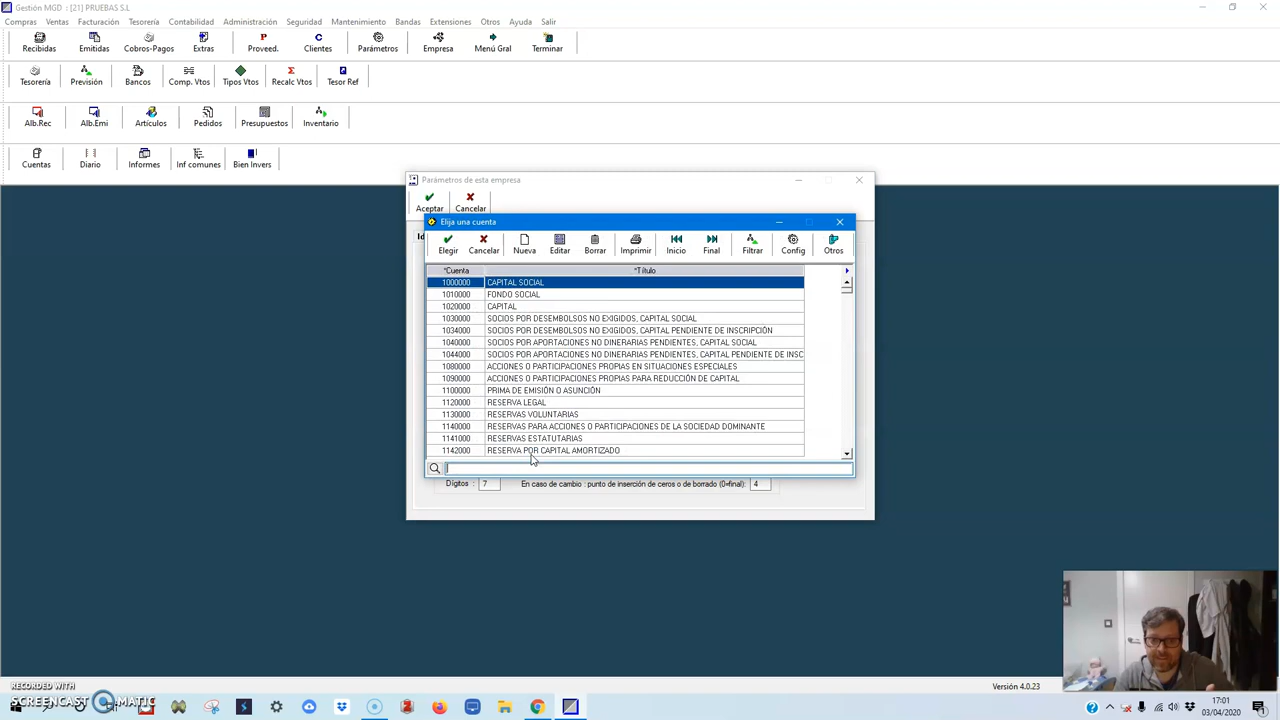 Gestión MGD : [21] PRUEBAS S.L
Compras Ventas Facturación Tesorería Contabilidad Administración Seguridad Mantenimiento Bandas Extensiones Otros Ayuda Salir
Recibidas Emitidas Cobros-Pagos Extras Proveed. Clientes Parámetros Empresa Menú Gral Terminar
Tesorería Previsión Bancos Comp. Vtos Tipos Vtos Recalc Vtos Tesor Ref
Alb.Rec Alb.Emi Artículos Pedidos Presupuestos Inventario
Cuentas Diario Informes Inf comunes Bien Invers
Parámetros de esta empresa
Aceptar Cancelar
Elija una cuenta
Elegir Cancelar Nueva Editar Borrar Imprimir Inicio Final Filtrar Config Otros
*Cuenta *Título
1000000 CAPITAL SOCIAL
1010000 FONDO SOCIAL
1020000 CAPITAL
1030000 SOCIOS POR DESEMBOLSOS NO EXIGIDOS, CAPITAL SOCIAL
1034000 SOCIOS POR DESEMBOLSOS NO EXIGIDOS, CAPITAL PENDIENTE DE INSCRIPCIÓN
1040000 SOCIOS POR APORTACIONES NO DINERARIAS PENDIENTES, CAPITAL SOCIAL
1044000 SOCIOS POR APORTACIONES NO DINERARIAS PENDIENTES, CAPITAL PENDIENTE DE INSC
1080000 ACCIONES O PARTICIPACIONES PROPIAS EN SITUACIONES ESPECIALES
1090000 ACCIONES O PARTICIPACIONES PROPIAS PARA REDUCCIÓN DE CAPITAL
1100000 PRIMA DE EMISIÓN O ASUNCIÓN
1120000 RESERVA LEGAL
1130000 RESERVAS VOLUNTARIAS
1140000 RESERVAS PARA ACCIONES O PARTICIPACIONES DE LA SOCIEDAD DOMINANTE
1141000 RESERVAS ESTATUTARIAS
1142000 RESERVA POR CAPITAL AMORTIZADO
Dígitos : 7 En caso de cambio : punto de inserción de ceros o de borrado (0=final): 4
Versión 4.0.23
RECORDED WITH
SCREENCAST MATIC
17:01
03/04/2020